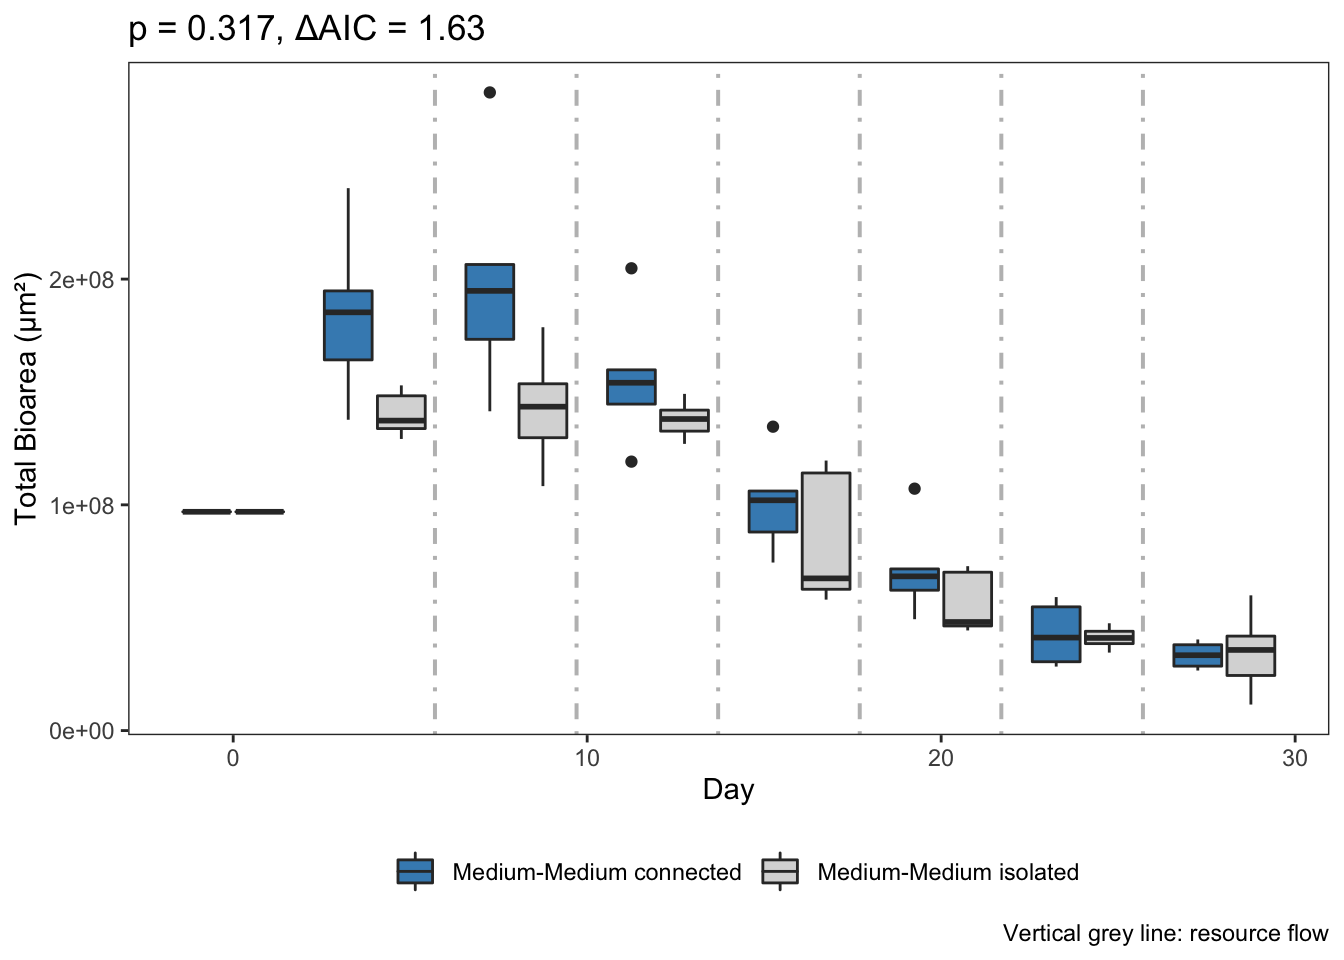 p = 0.317, ΔAIC = 1.63
Total Bioarea (µm²)
2e+08
1e+08
0e+00
0 10 20 30
Day
Medium-Medium connected Medium-Medium isolated
Vertical grey line: resource flow